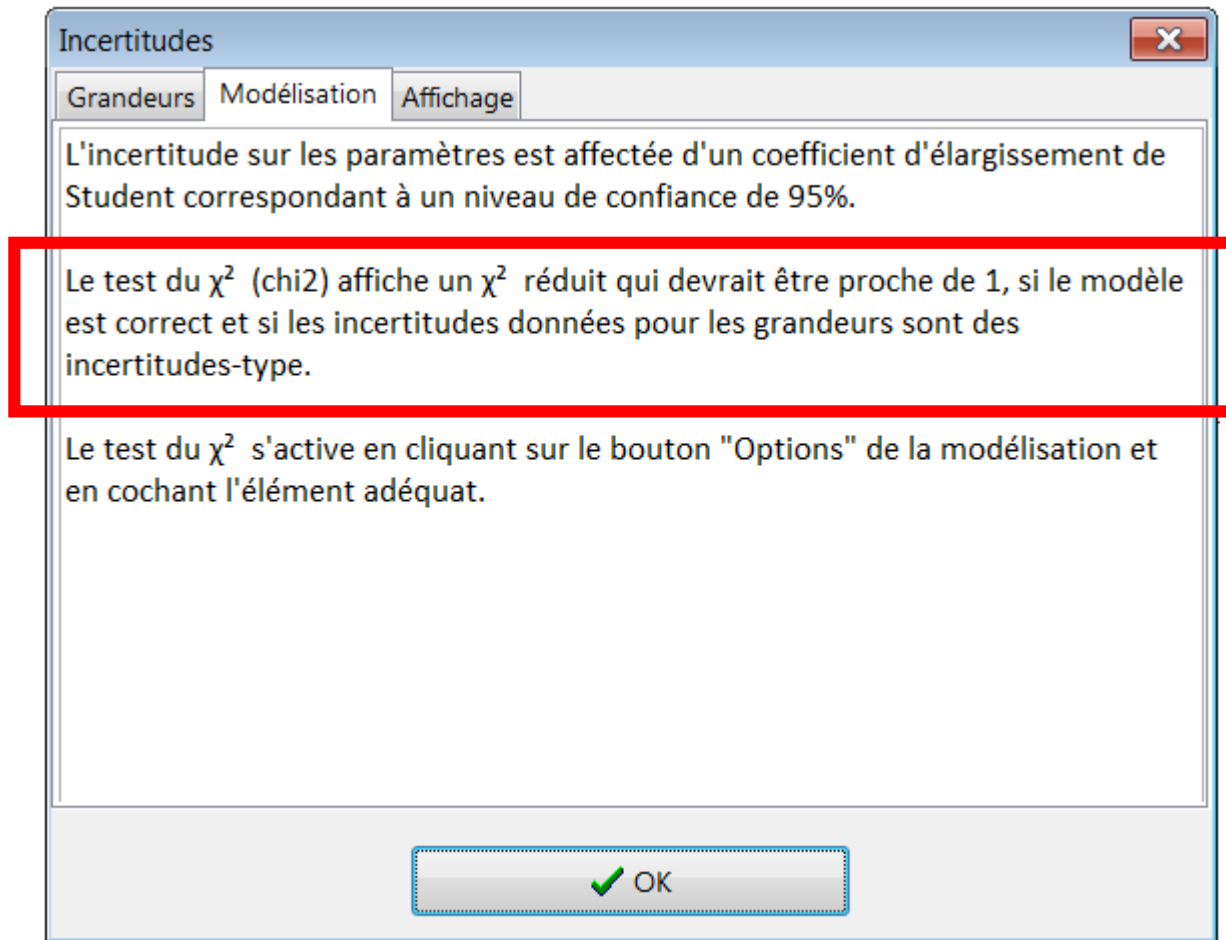 Incertitudes
Grandeurs Modélisation Affichage
L'incertitude sur les paramètres est affectée d'un coefficient d'élargissement de
Student correspondant à un niveau de confiance de 95%.
Le test du χ² (chi2) affiche un χ² réduit qui devrait être proche de 1, si le modèle
est correct et si les incertitudes données pour les grandeurs sont des
incertitudes-type.
Le test du χ² s'active en cliquant sur le bouton "Options" de la modélisation et
en cochant l'élément adéquat.
OK